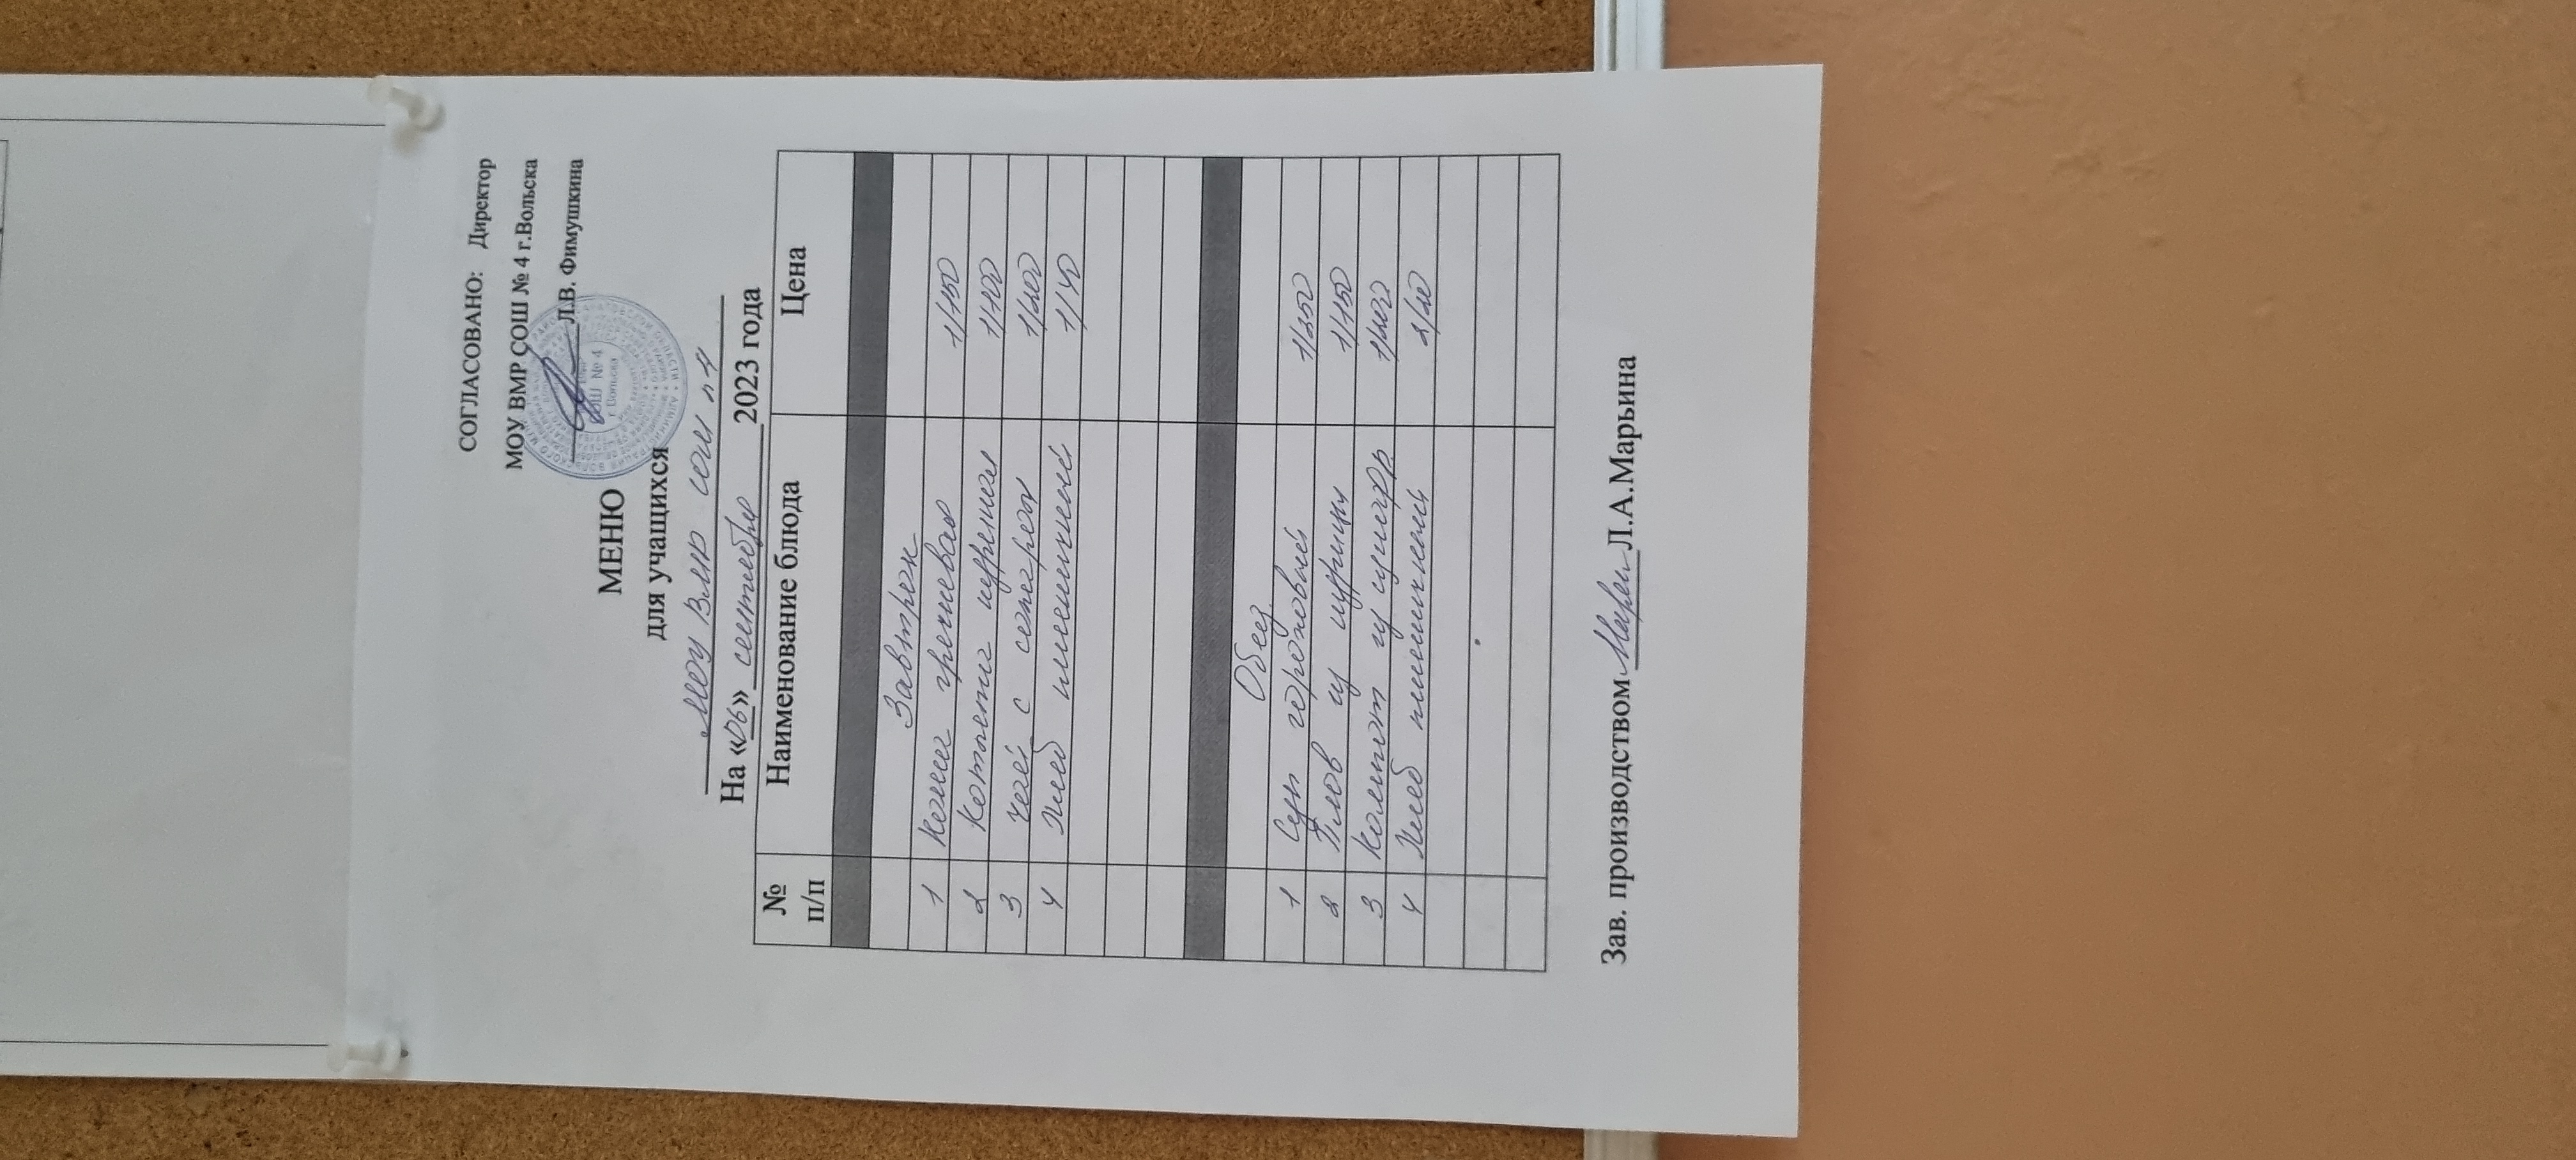 СОГЛАСОВАНО: Директор
МОУ ВМР СОШ № 4 г.Вольска
Л.В. Фимушкина
МЕНЮ
для учащихся
МОУ ВМР СОШ № 4
На «06» сентября 2023 года
№ п/п Наименование блюда Цена
Завтрак
1 Каша гречневая 1/150
2 Котлета куриная 1/100
3 Чай с сахаром 1/200
4 Хлеб пшеничный 1/40
Обед
1 Суп гороховый 1/250
2 Плов из курицы 1/150
3 Компот из сухофр. 1/200
4 Хлеб пшеничный 2/20
Зав. производством Л.А.Марьина